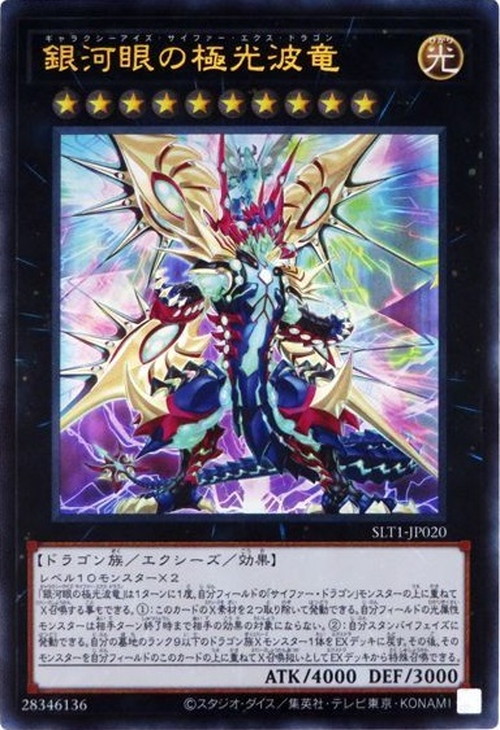 ギャラクシーアイズ・サイファー・エクス・ドラゴン
銀河眼の極光波竜
ひかり
光
SLT1-JP020
【ドラゴン族／エクシーズ／効果】
レベル10モンスター×2
「銀河眼の極光波竜」は1ターンに1度、自分フィールドの「サイファー・ドラゴン」モンスターの上に重ねて
X召喚する事もできる。①：このカードのX素材を2つ取り除いて発動できる。自分フィールドの光属性
モンスターは相手ターン終了時まで相手の効果の対象にならない。②：自分スタンバイフェイズに
発動できる。自分の墓地のランク9以下のドラゴン族Xモンスター1体をEXデッキに戻す。その後、その
モンスターを自分フィールドのこのカードの上に重ねてX召喚扱いとしてEXデッキから特殊召喚できる。
ATK/4000 DEF/3000
28346136
©スタジオ・ダイス／集英社・テレビ東京・KONAMI